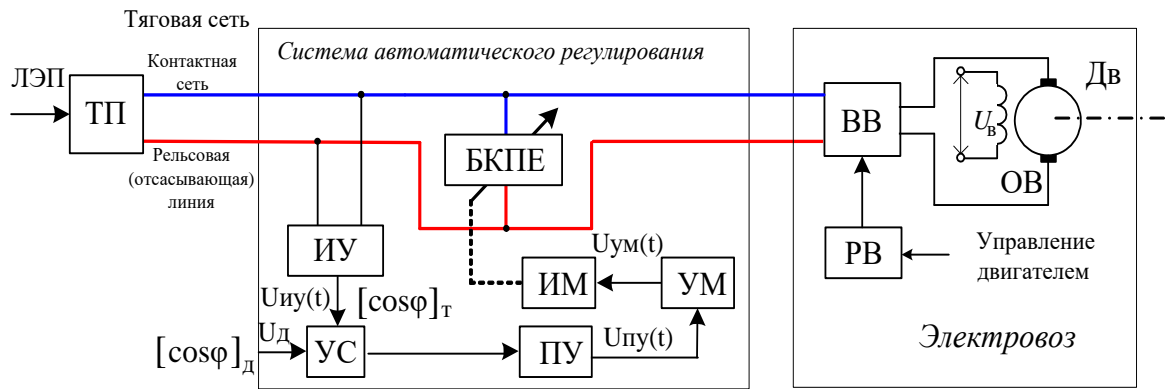 Тяговая сеть
Система автоматического регулирования
ЛЭП
Контактная
сеть
ТП
Рельсовая
(отсасывающая)
линия
БКПЕ
ИУ
Uиу(t)
[cosφ]т
Uум(t)
ИМ
УМ
[cosφ]д
Uд
УС
ПУ
Uпу(t)
ВВ
Uв
Дв
ОВ
РВ
Управление
двигателем
Электровоз